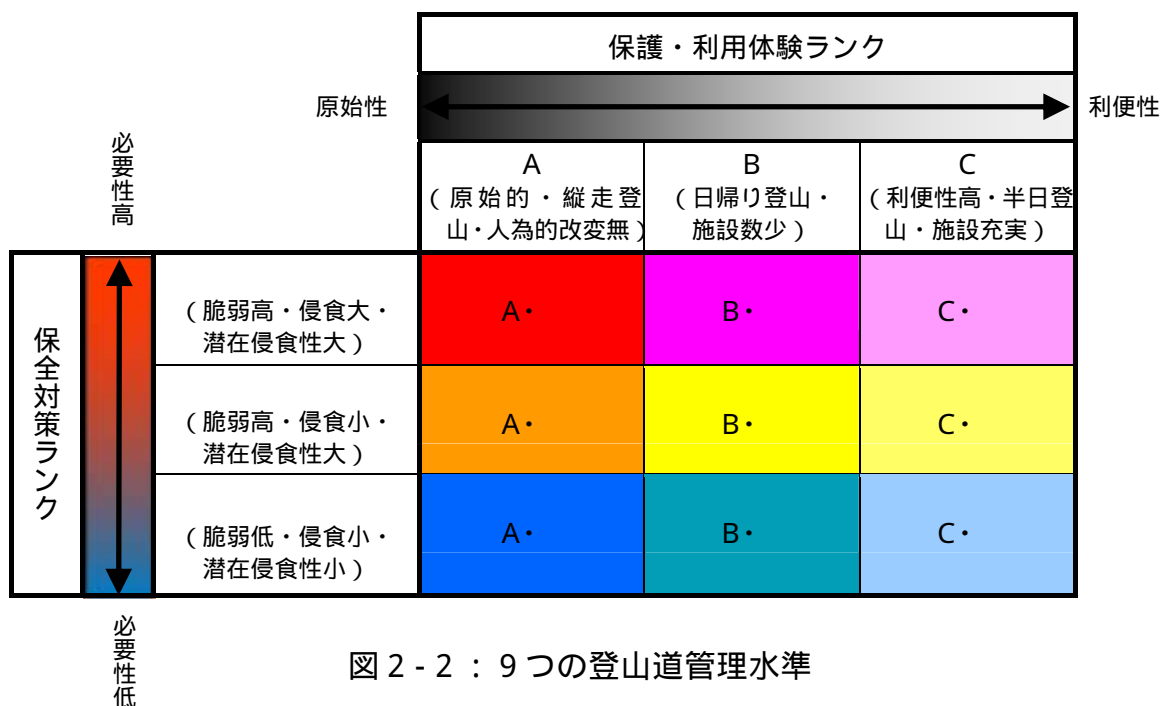 保護・利用体験ランク
原始性
利便性
必要性高
A
(原始的・縦走登
山・人為的改変無)
B
(日帰り登山・
施設数少)
C
(利便性高・半日登
山・施設充実)
保全対策ランク
(脆弱高・侵食大・
潜在侵食性大)
A・
B・
C・
(脆弱高・侵食小・
潜在侵食性大)
A・
B・
C・
(脆弱低・侵食小・
潜在侵食性小)
A・
B・
C・
必要性低
図2-2:9つの登山道管理水準